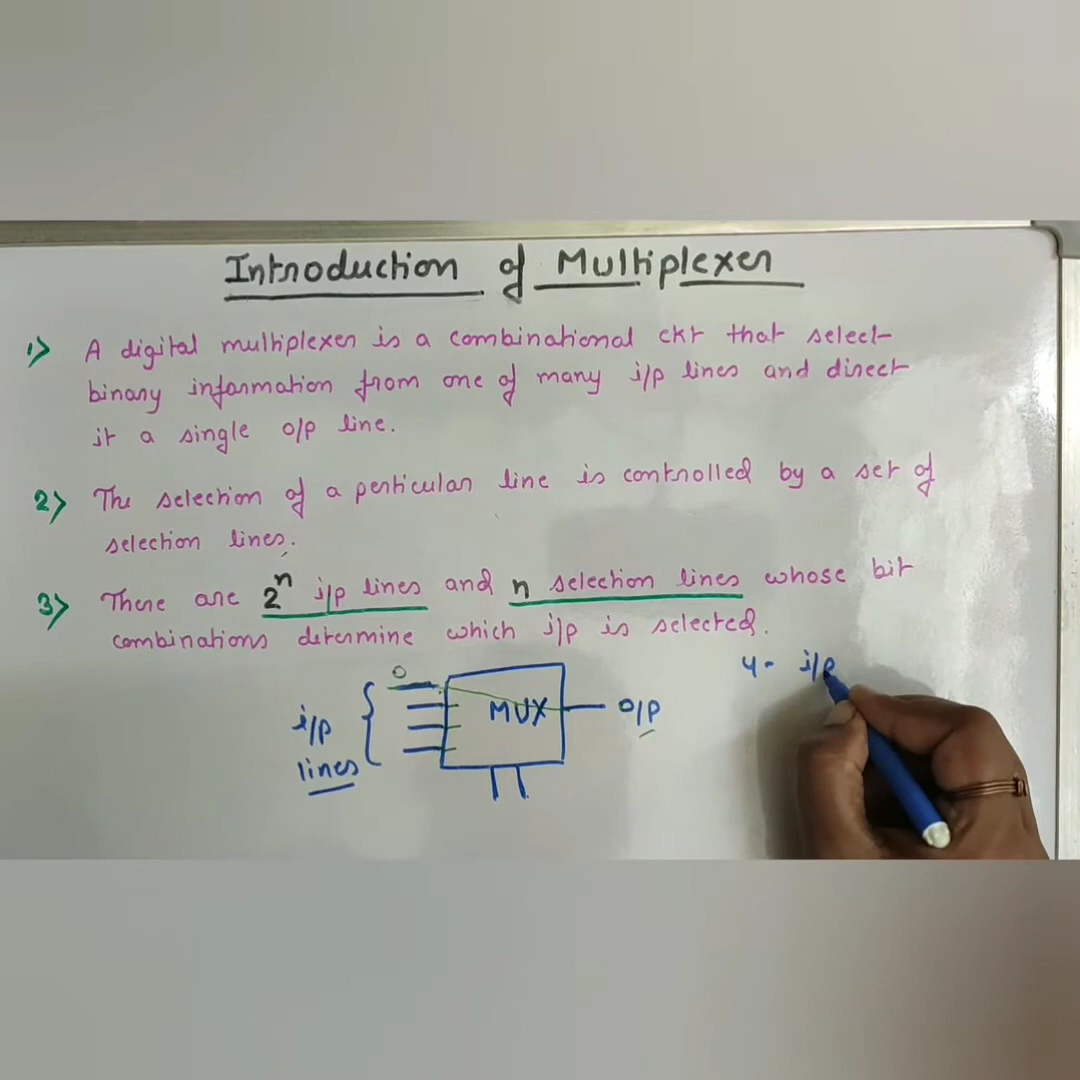 Introduction of Multiplexer
1) A digital multiplexer is a combinational ckt that select
binary information from one of many i/p lines and direct
it a single o/p line.
2) The selection of a perticular line is controlled by a set of
selection lines.
3) There are 2^n i/p lines and n selection lines whose bit
combinations determine which i/p is selected.
4- i/p
0
i/p
lines
MUX
O/P